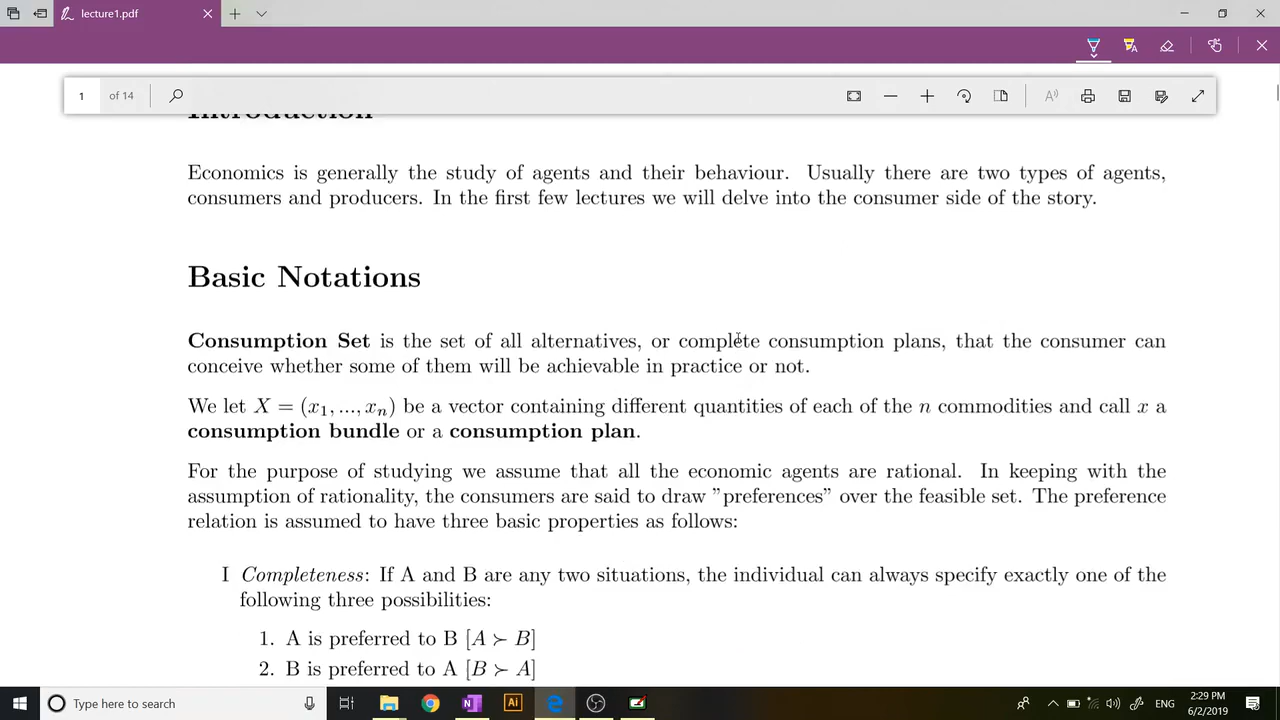 lecture1.pdf
1 of 14
Introduction
Economics is generally the study of agents and their behaviour. Usually there are two types of agents,
consumers and producers. In the first few lectures we will delve into the consumer side of the story.
Basic Notations
Consumption Set is the set of all alternatives, or complete consumption plans, that the consumer can
conceive whether some of them will be achievable in practice or not.
We let X = (x₁, ..., xₙ) be a vector containing different quantities of each of the n commodities and call x a
consumption bundle or a consumption plan.
For the purpose of studying we assume that all the economic agents are rational. In keeping with the
assumption of rationality, the consumers are said to draw ”preferences” over the feasible set. The preference
relation is assumed to have three basic properties as follows:
I Completeness: If A and B are any two situations, the individual can always specify exactly one of the
following three possibilities:
1. A is preferred to B [A ≻ B]
2. B is preferred to A [B ≻ A]
Type here to search
Ai
2:29 PM
6/2/2019